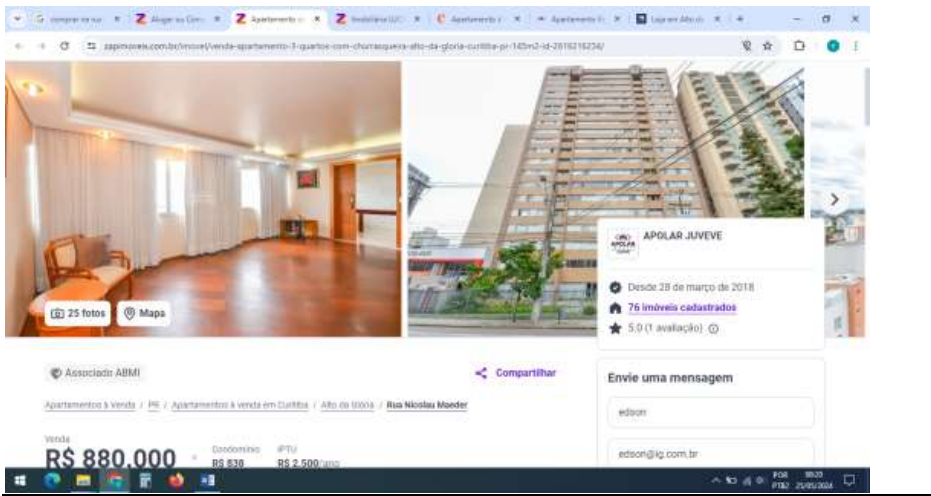 zapimoveis.com.br/imovel/venda-apartamento-3-quartos-com-churrasqueira-alto-da-gloria-curitiba-pr-145m2-id-2618216234/
APOLAR JUVEVE
Desde 28 de março de 2018
76 imóveis cadastrados
5.0 (1 avaliação)
25 fotos
Mapa
Associado ABMI
Compartilhar
Envie uma mensagem
Apartamentos à Venda / PR / Apartamentos à venda em Curitiba / Alto da Glória / Rua Nicolau Maeder
edson
Venda
Condomínio IPTU
R$ 880.000
R$ 838 R$ 2.500/ano
edson@ig.com.br
POR
PTB2 25/05/2024